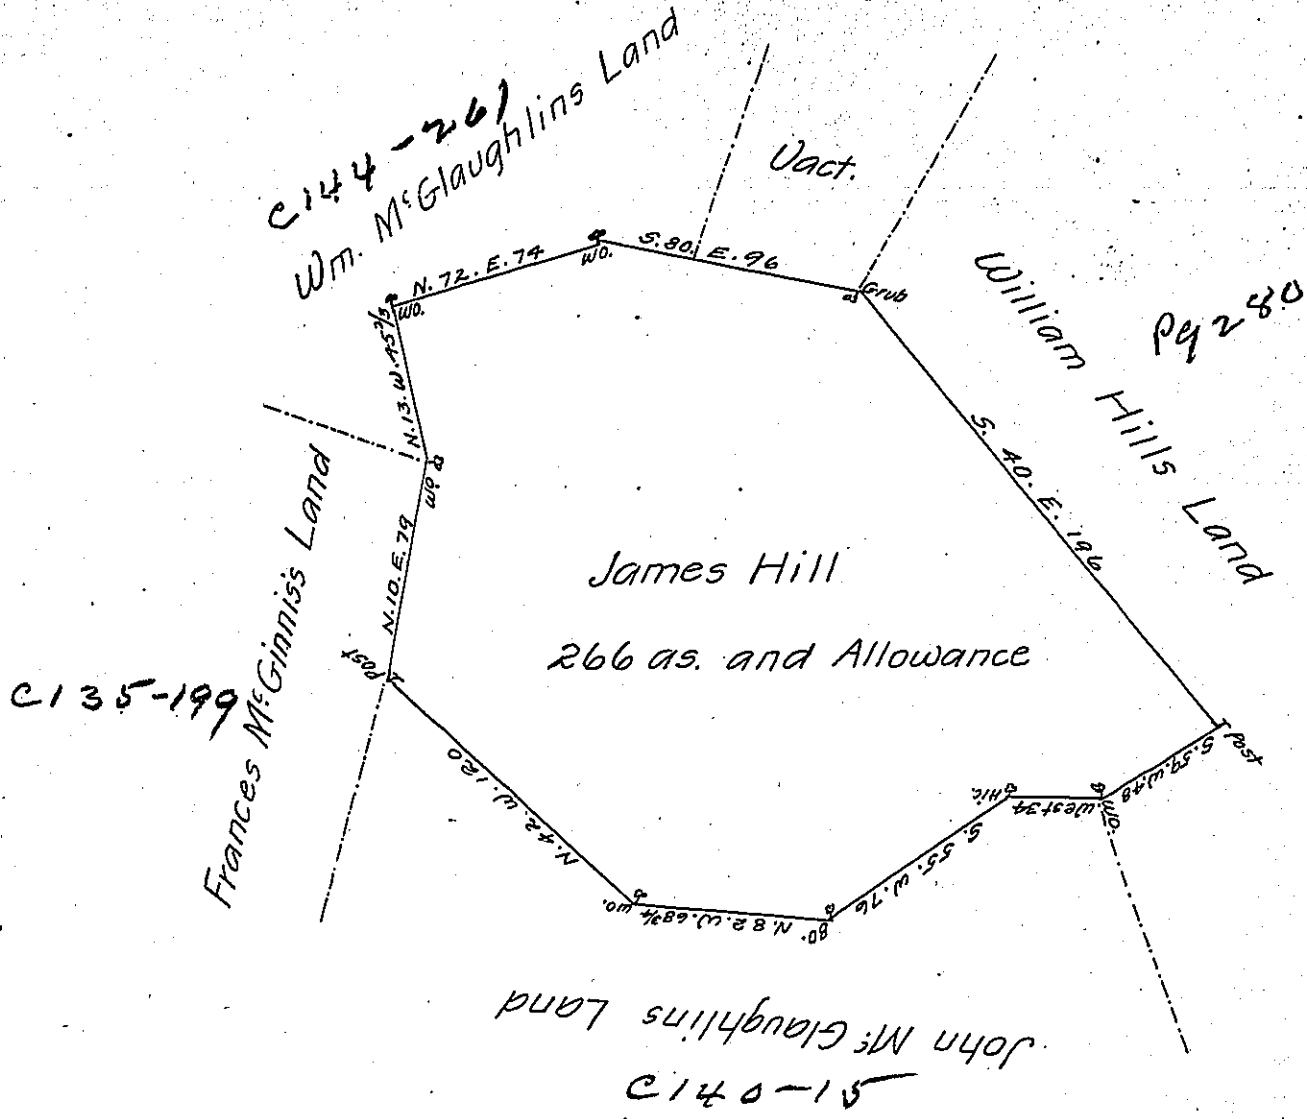 C144-261
Wm. McGlaughlins Land
Vact.
N. 72. E. 74
WO.
S. 80. E. 96
Grub
William Hills Land
Pg 280
WO.
N. 13. W. 45 2/3
WO.
S. 40. E. 196
N. 10. E. 79
Post
Frances McGinniss Land
C135-199
James Hill
266 as. and Allowance
Post
S. 59. W. 48
WO.
West 34
Hic.
S. 55. W. 76
BO.
N. 82. W. 68 3/4
WO.
N. 42. W. 120
John McGlaughlins Land
C140-15